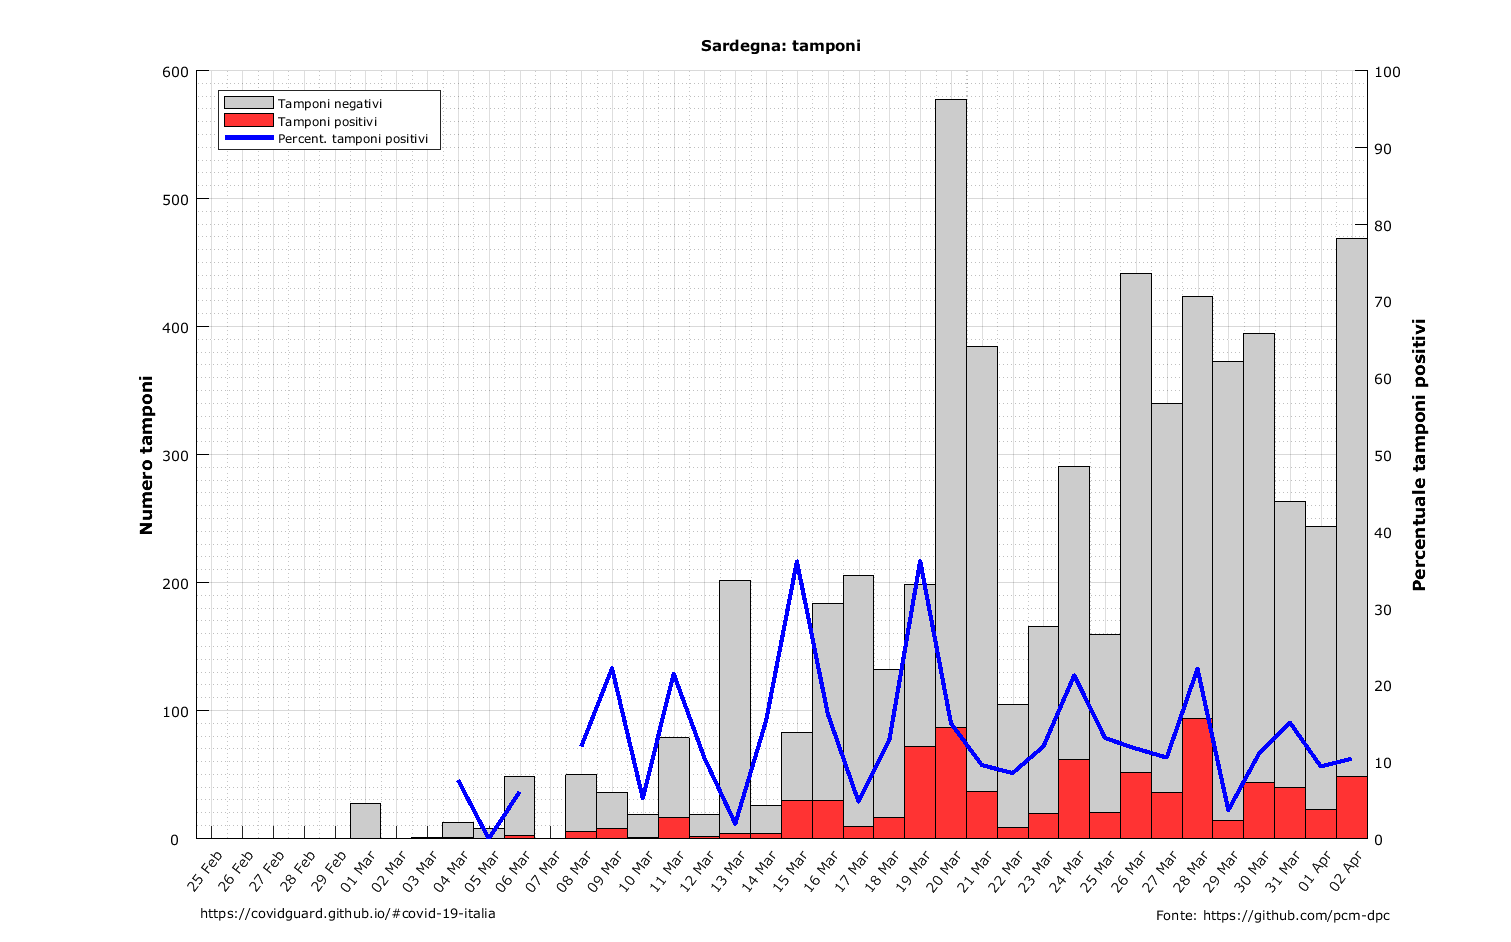 Sardegna: tamponi
Tamponi negativi
Tamponi positivi
Percent. tamponi positivi
Numero tamponi
600
500
400
300
200
100
0
100
90
80
70
60
50
40
30
20
10
0
Percentuale tamponi positivi
25 Feb
26 Feb
27 Feb
28 Feb
29 Feb
01 Mar
02 Mar
03 Mar
04 Mar
05 Mar
06 Mar
07 Mar
08 Mar
09 Mar
10 Mar
11 Mar
12 Mar
13 Mar
14 Mar
15 Mar
16 Mar
17 Mar
18 Mar
19 Mar
20 Mar
21 Mar
22 Mar
23 Mar
24 Mar
25 Mar
26 Mar
27 Mar
28 Mar
29 Mar
30 Mar
31 Mar
01 Apr
02 Apr
https://covidguard.github.io/#covid-19-italia
Fonte: https://github.com/pcm-dpc